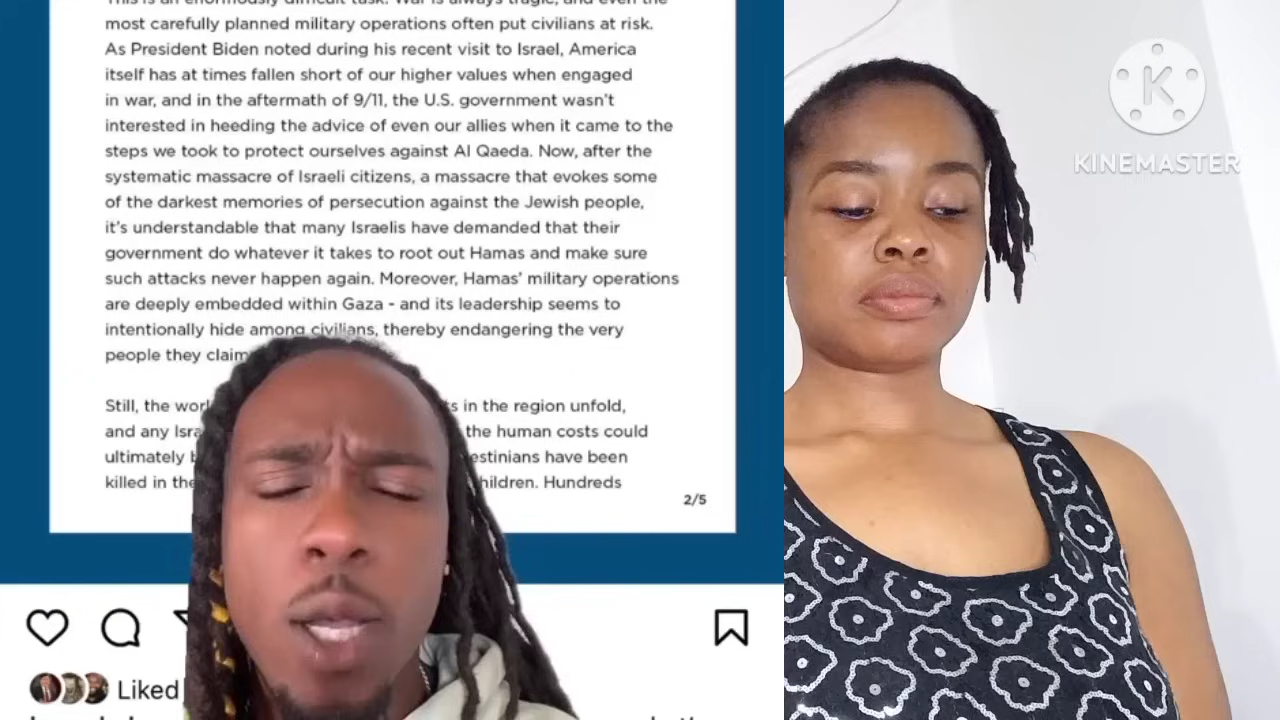 This is an enormously difficult task. War is always tragic, and even the
most carefully planned military operations often put civilians at risk.
As President Biden noted during his recent visit to Israel, America
itself has at times fallen short of our higher values when engaged
in war, and in the aftermath of 9/11, the U.S. government wasn't
interested in heeding the advice of even our allies when it came to the
steps we took to protect ourselves against Al Qaeda. Now, after the
systematic massacre of Israeli citizens, a massacre that evokes some
of the darkest memories of persecution against the Jewish people,
it's understandable that many Israelis have demanded that their
government do whatever it takes to root out Hamas and make sure
such attacks never happen again. Moreover, Hamas' military operations
are deeply embedded within Gaza - and its leadership seems to
intentionally hide among civilians, thereby endangering the very
people they claim
Still, the in the region unfold,
and any the human costs could
ultimately have been
killed in the Hundreds
2/5
Liked
K
KINEMASTER